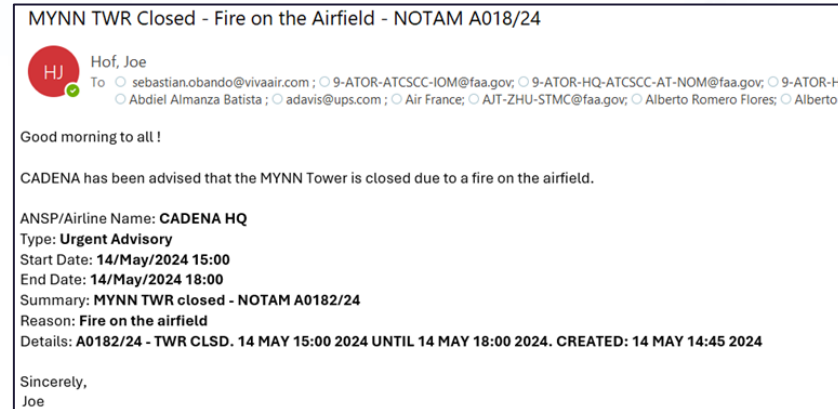 MYNN TWR Closed - Fire on the Airfield - NOTAM A018/24
HJ
Hof, Joe
To sebastian.obando@vivaair.com ; 9-ATOR-ATCSCC-IOM@faa.gov; 9-ATOR-HQ-ATCSCC-AT-NOM@faa.gov; 9-ATOR-H
Abdiel Almanza Batista ; adavis@ups.com ; Air France; AJT-ZHU-STMC@faa.gov; Alberto Romero Flores; Alberto
Good morning to all !
CADENA has been advised that the MYNN Tower is closed due to a fire on the airfield.
ANSP/Airline Name: CADENA HQ
Type: Urgent Advisory
Start Date: 14/May/2024 15:00
End Date: 14/May/2024 18:00
Summary: MYNN TWR closed - NOTAM A0182/24
Reason: Fire on the airfield
Details: A0182/24 - TWR CLSD. 14 MAY 15:00 2024 UNTIL 14 MAY 18:00 2024. CREATED: 14 MAY 14:45 2024
Sincerely,
Joe